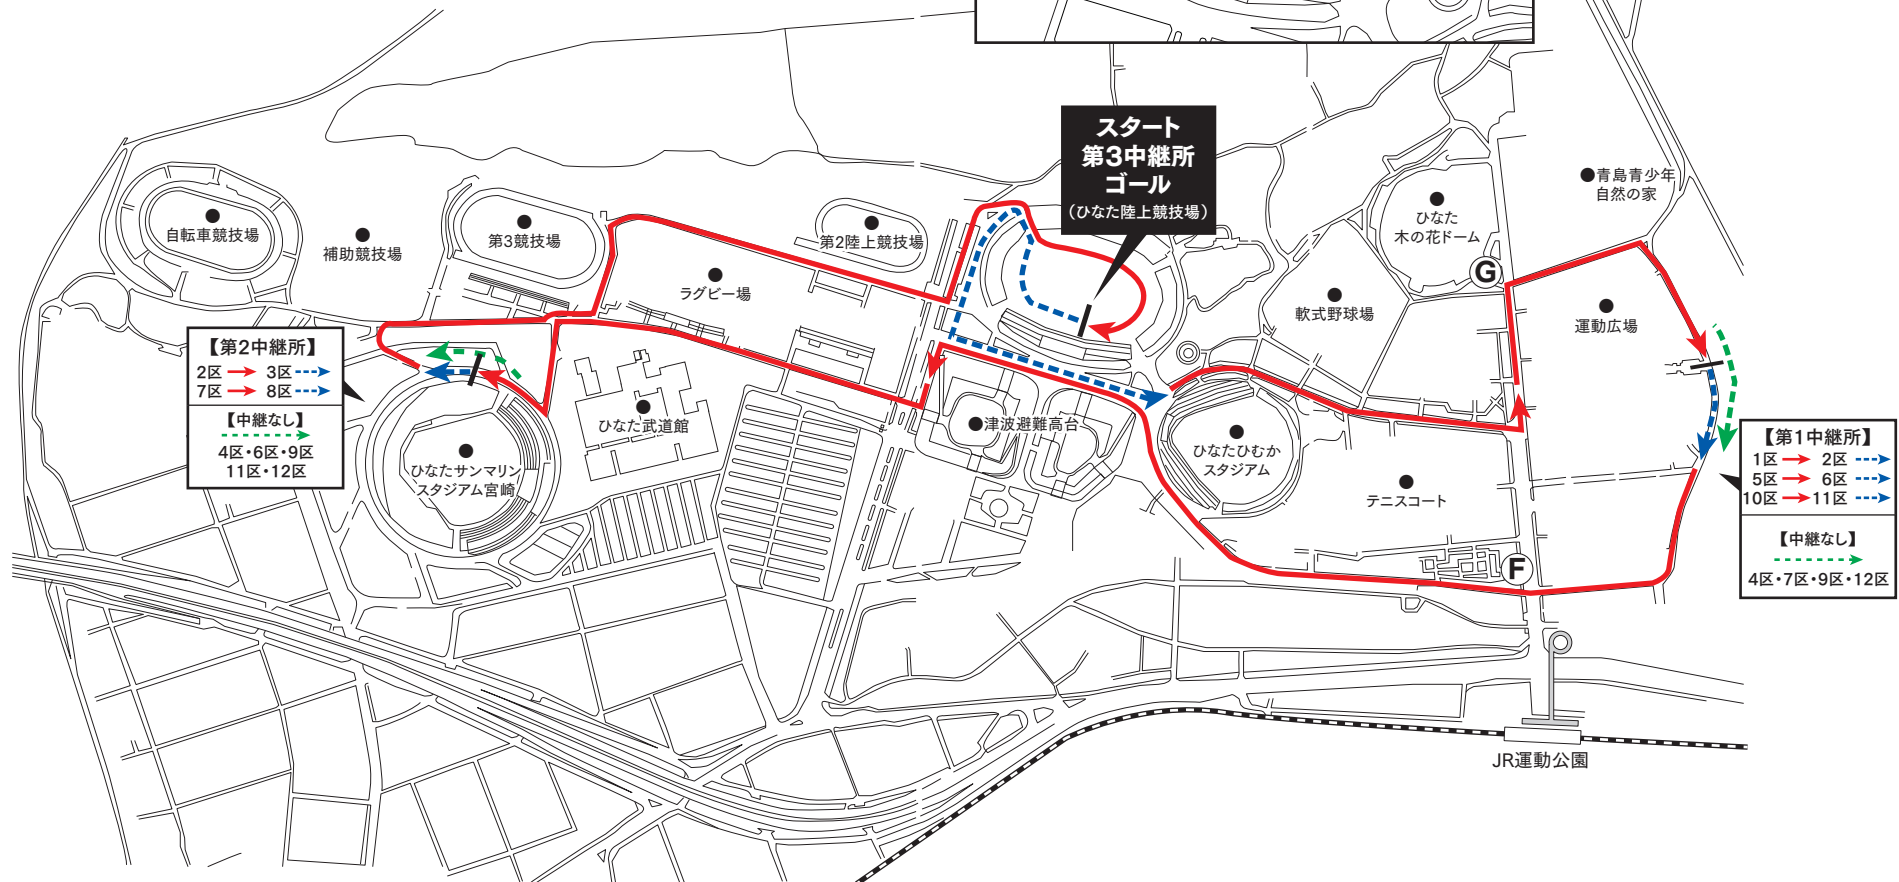 スタート
第3中継所
ゴール
(ひなた陸上競技場)
自転車競技場
補助競技場
第3競技場
ラグビー場
第2陸上競技場
軟式野球場
ひなた
木の花ドーム
G
青島青少年
自然の家
運動広場
【第2中継所】
2区 3区
7区 8区
【中継なし】
4区・6区・9区
11区・12区
ひなたサンマリン
スタジアム宮崎
ひなた武道館
津波避難高台
ひなたひむか
スタジアム
テニスコート
F
【第1中継所】
1区 2区
5区 6区
10区 11区
【中継なし】
4区・7区・9区・12区
JR運動公園